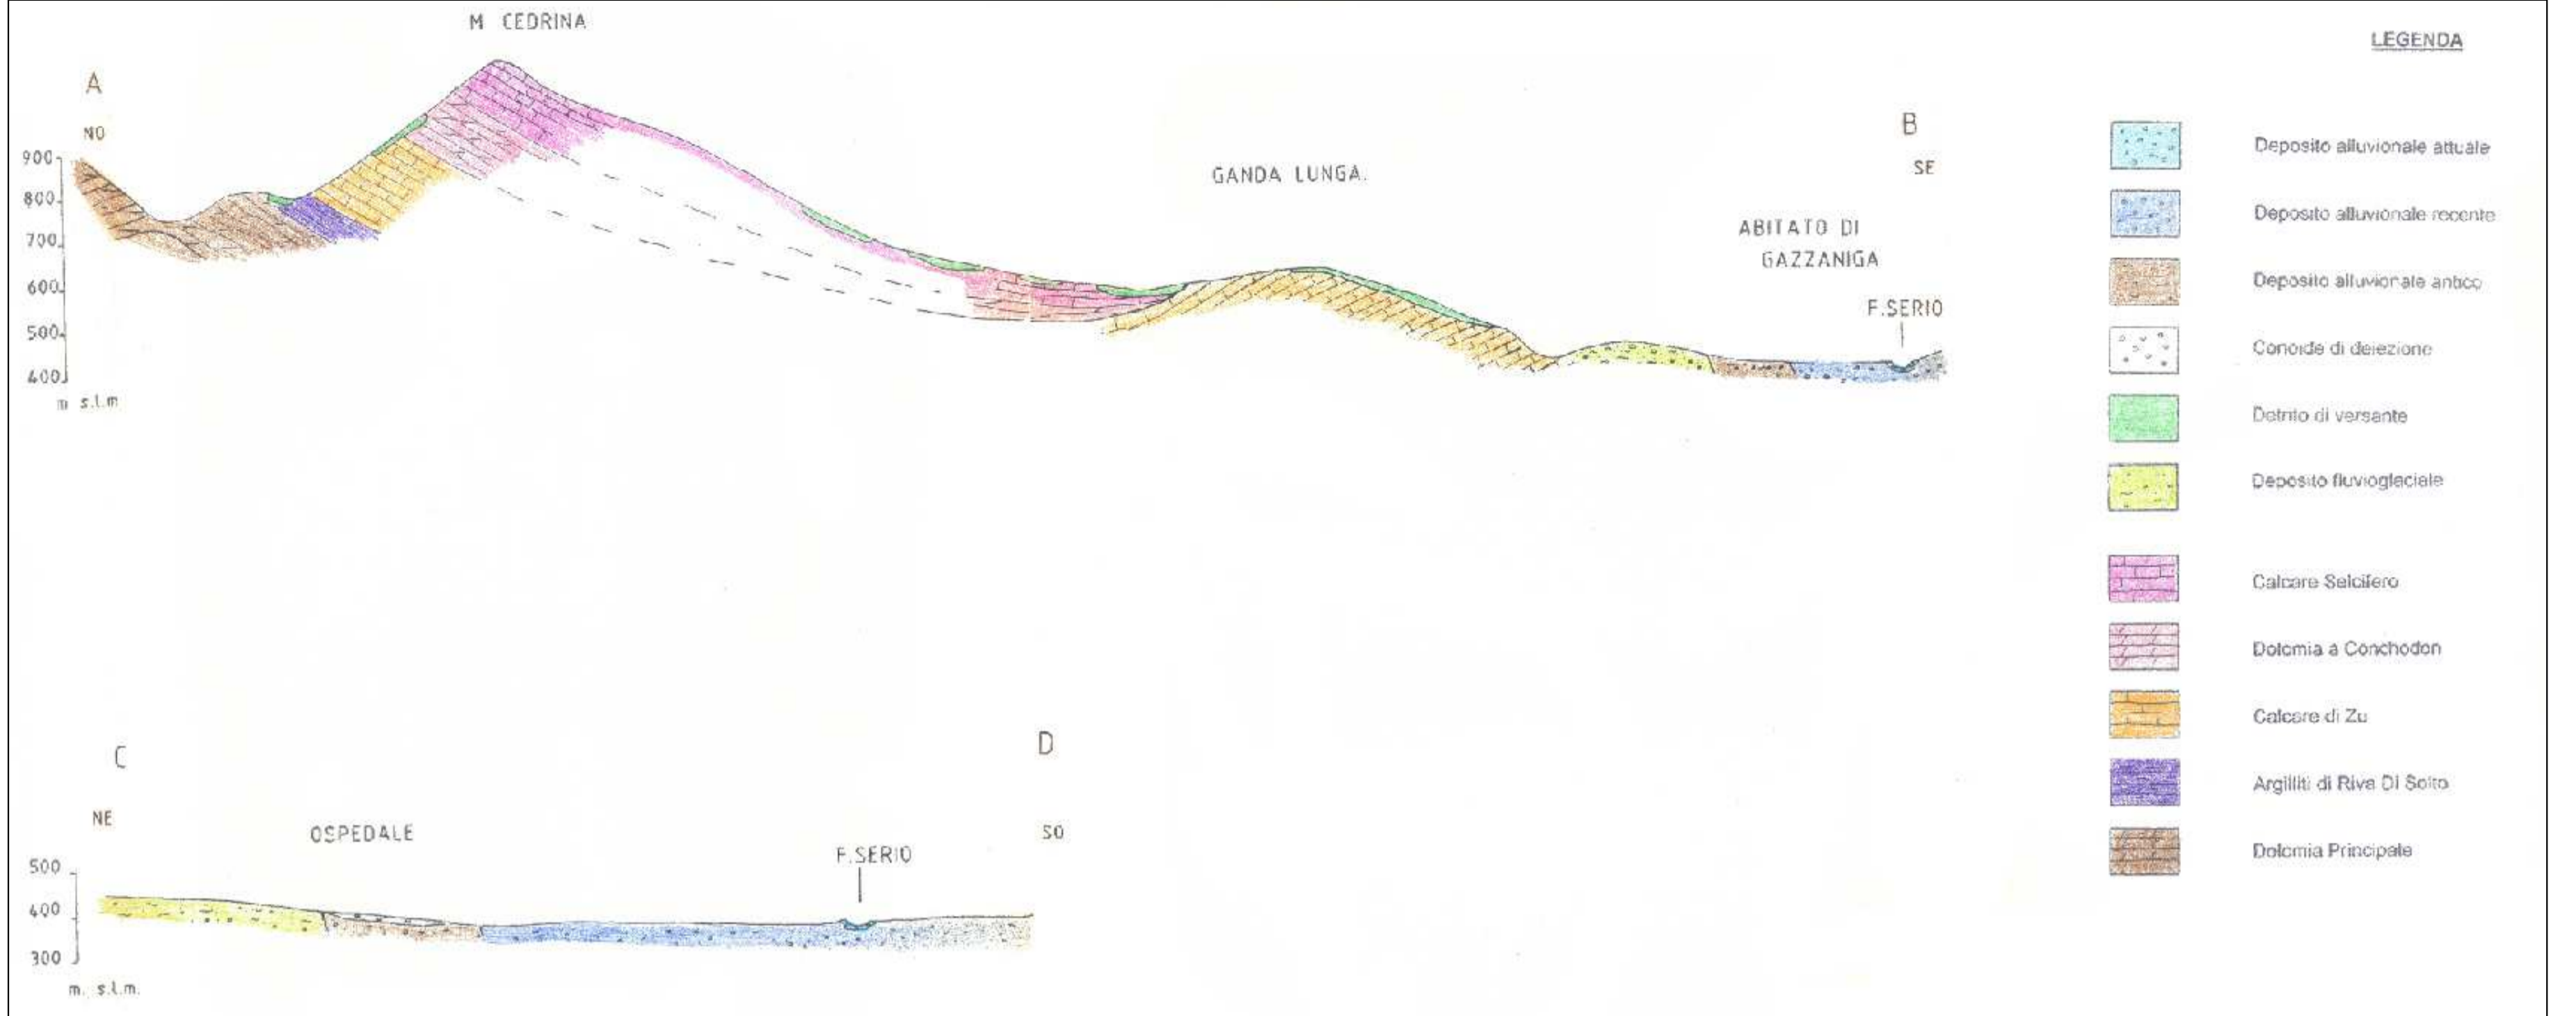 M CEDRINA
LEGENDA
A
NO
B
SE
GANDA LUNGA.
ABITATO DI
GAZZANIGA
F.SERIO
900
800
700
600
500
400
m s.l.m
Deposito alluvionale attuale
Deposito alluvionale recente
Deposito alluvionale antico
Conoide di deiezione
Detrito di versante
Deposito fluvioglaciale
Calcare Selcifero
Dolomia a Conchodon
Calcare di Zu
Argilliti di Riva Di Solto
Dolomia Principale
C
D
NE
SO
OSPEDALE
F.SERIO
500
400
300
m. s.l.m.